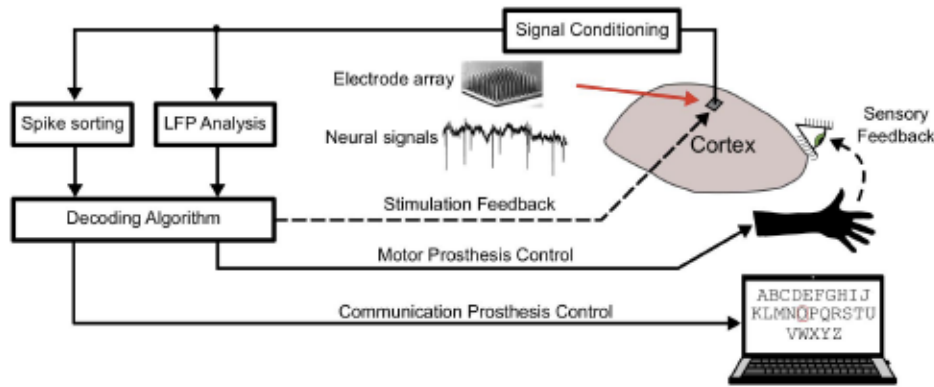 Signal Conditioning
Electrode array
Spike sorting
LFP Analysis
Neural signals
Cortex
Sensory
Feedback
Decoding Algorithm
Stimulation Feedback
Motor Prosthesis Control
Communication Prosthesis Control
ABCDEFGHIJ
KLMNOPQRSTU
VWXYZ